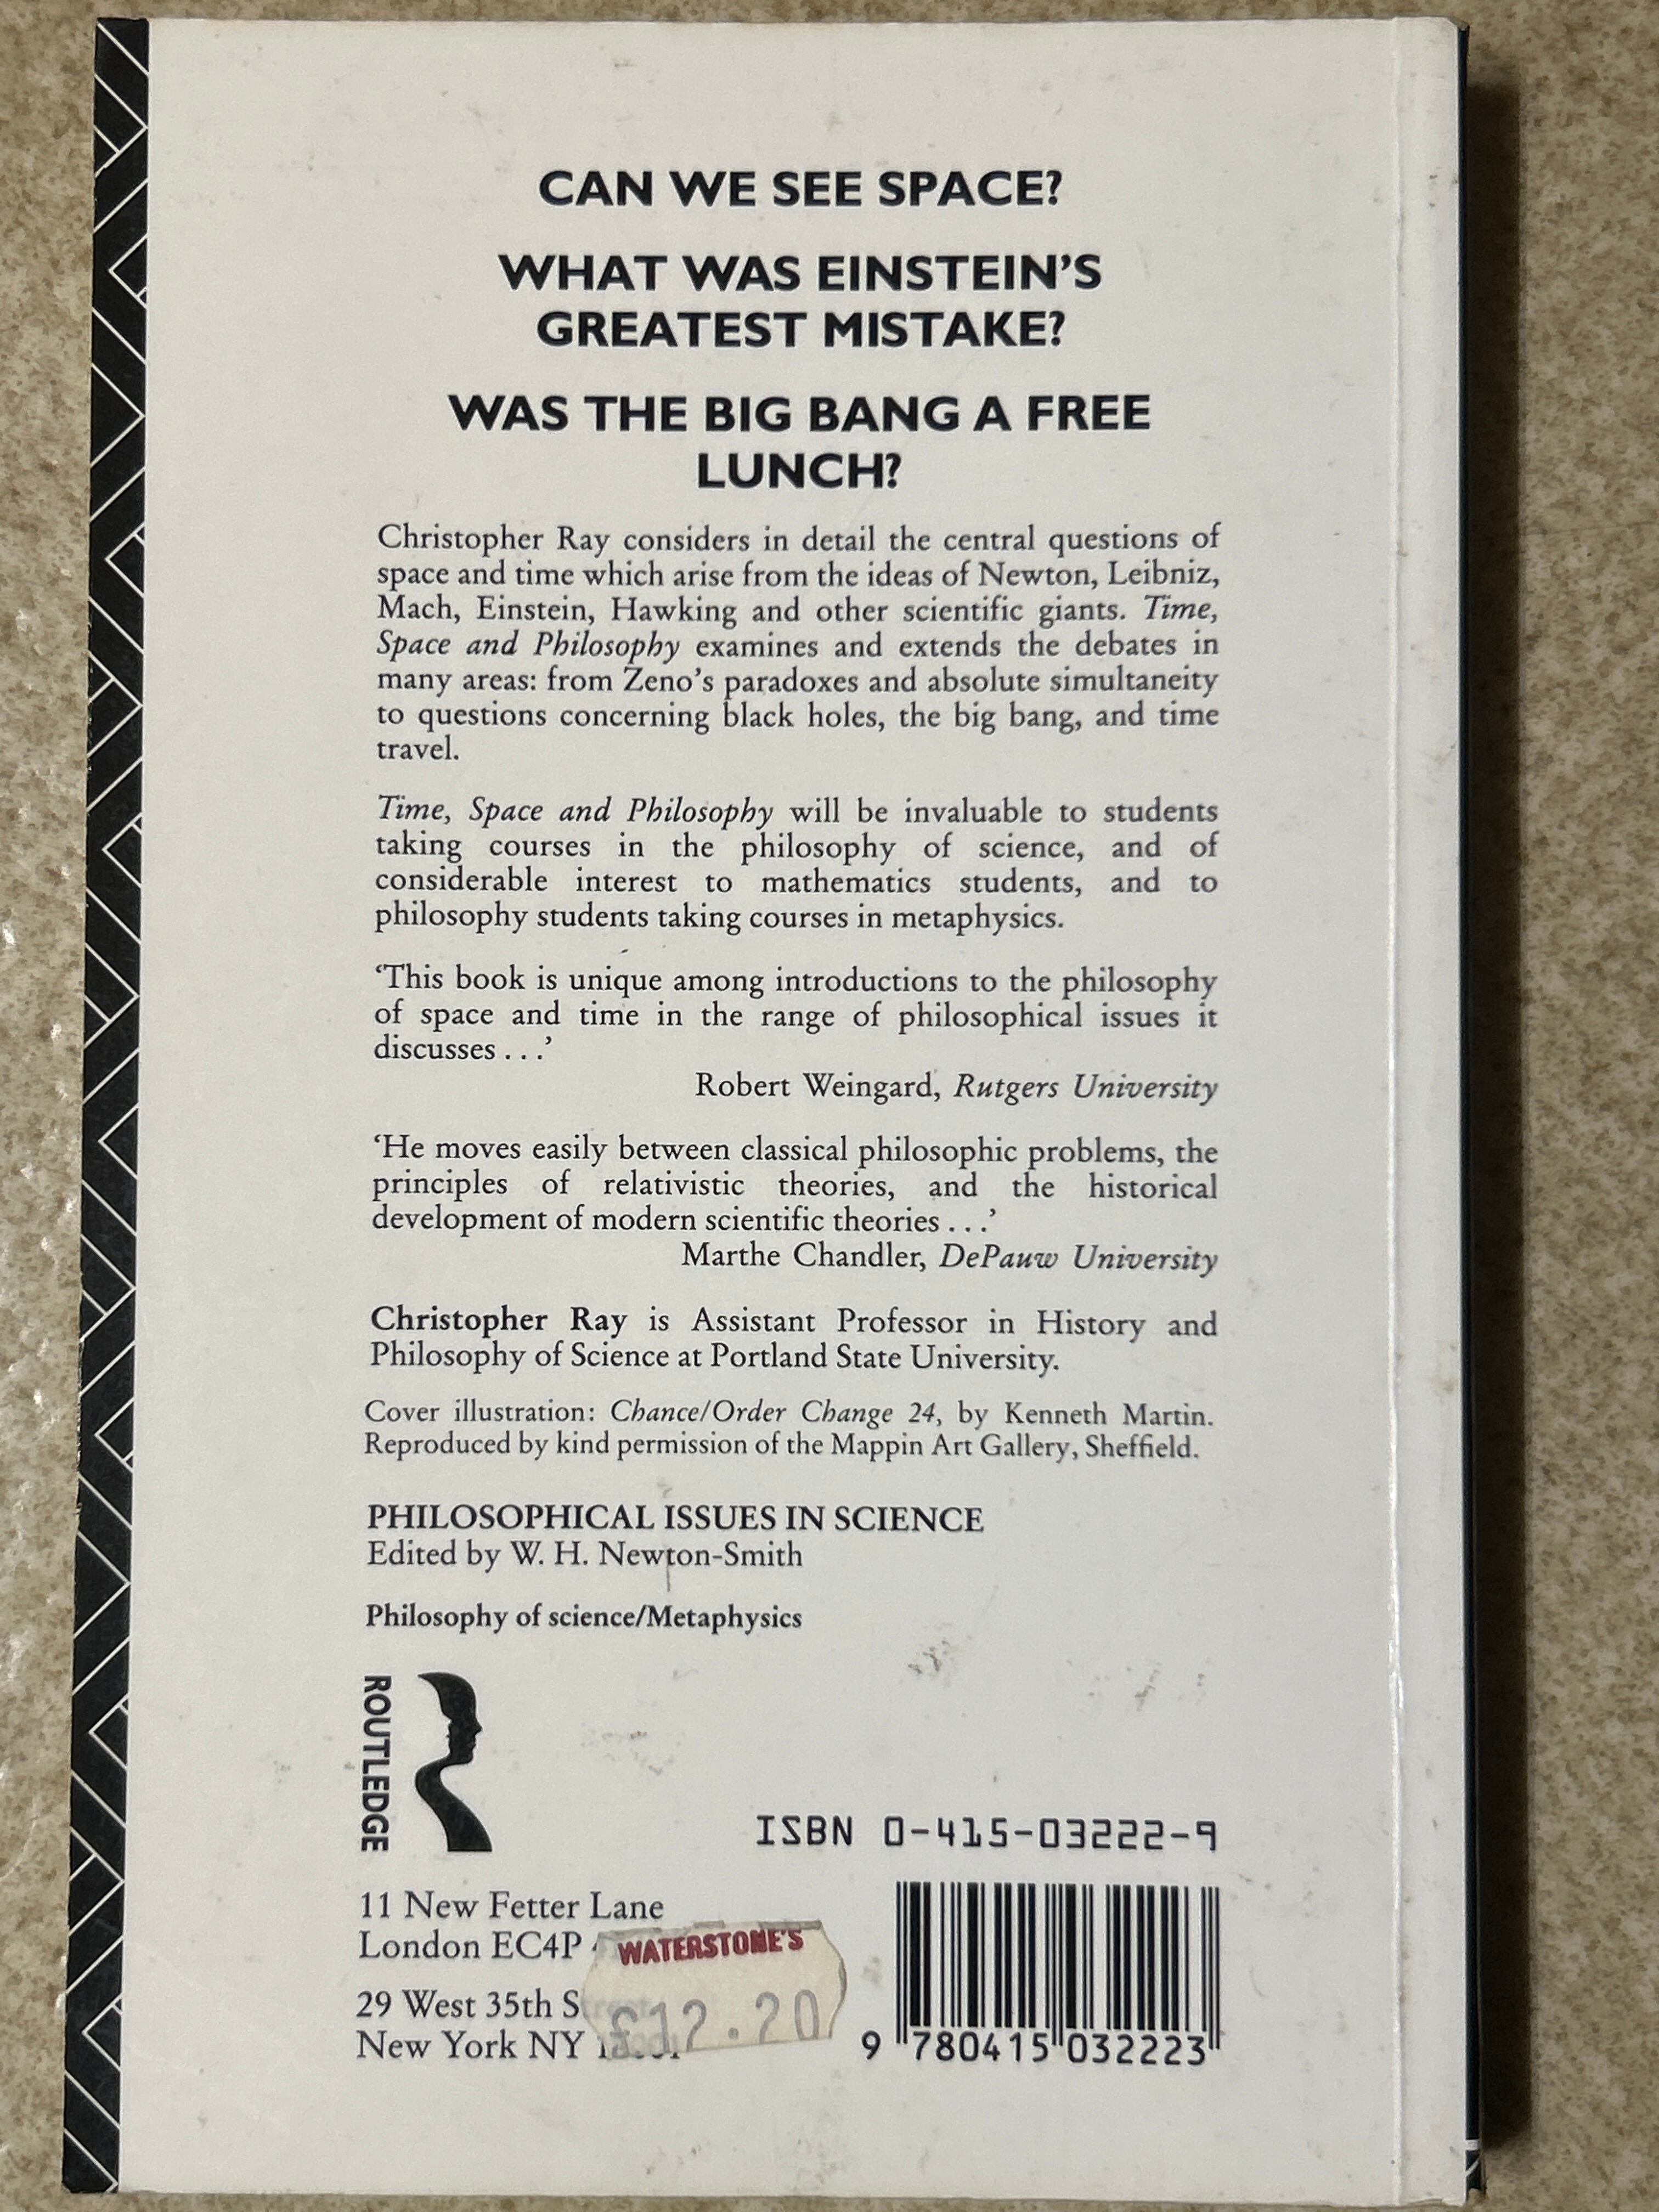 CAN WE SEE SPACE?
WHAT WAS EINSTEIN'S
GREATEST MISTAKE?
WAS THE BIG BANG A FREE
LUNCH?
Christopher Ray considers in detail the central questions of
space and time which arise from the ideas of Newton, Leibniz,
Mach, Einstein, Hawking and other scientific giants. Time,
Space and Philosophy examines and extends the debates in
many areas: from Zeno's paradoxes and absolute simultaneity
to questions concerning black holes, the big bang, and time
travel.
Time, Space and Philosophy will be invaluable to students
taking courses in the philosophy of science, and of
considerable interest to mathematics students, and to
philosophy students taking courses in metaphysics.
‘This book is unique among introductions to the philosophy
of space and time in the range of philosophical issues it
discusses . . .’
Robert Weingard, Rutgers University
‘He moves easily between classical philosophic problems, the
principles of relativistic theories, and the historical
development of modern scientific theories . . .’
Marthe Chandler, DePauw University
Christopher Ray is Assistant Professor in History and
Philosophy of Science at Portland State University.
Cover illustration: Chance/Order Change 24, by Kenneth Martin.
Reproduced by kind permission of the Mappin Art Gallery, Sheffield.
PHILOSOPHICAL ISSUES IN SCIENCE
Edited by W. H. Newton-Smith
Philosophy of science/Metaphysics
ROUTLEDGE
ISBN 0-415-03222-9
11 New Fetter Lane
London EC4P
29 West 35th Street
New York NY
WATERSTONE'S
£12.20
9 780415 032223